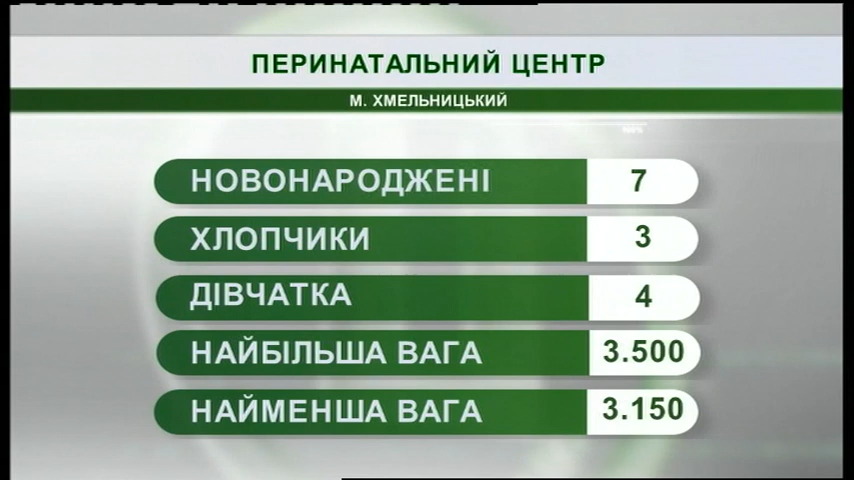 ПЕРИНАТАЛЬНИЙ ЦЕНТР
М. ХМЕЛЬНИЦЬКИЙ
НОВОНАРОДЖЕНІ 7
ХЛОПЧИКИ 3
ДІВЧАТКА 4
НАЙБІЛЬША ВАГА 3.500
НАЙМЕНША ВАГА 3.150